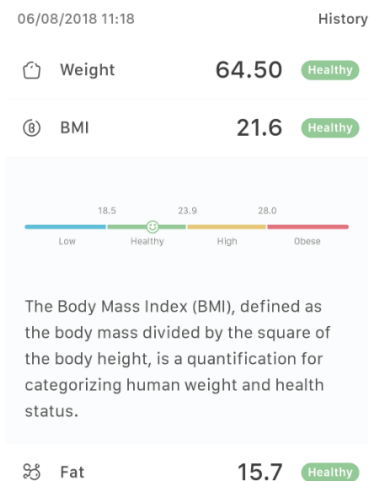 06/08/2018 11:18 History
Weight 64.50 Healthy
BMI 21.6 Healthy
18.5 23.9 28.0
Low Healthy High Obese
The Body Mass Index (BMI), defined as
the body mass divided by the square of
the body height, is a quantification for
categorizing human weight and health
status.
Fat 15.7 Healthy